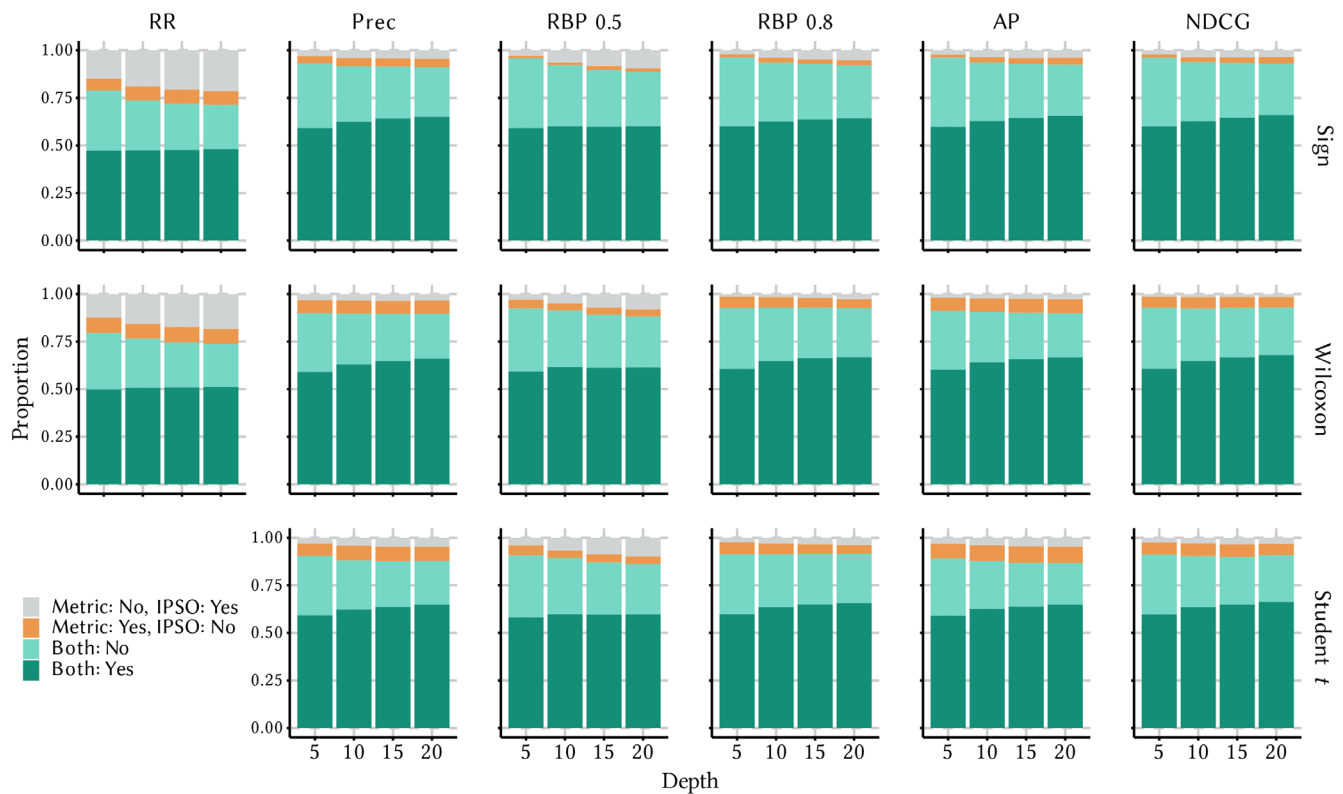 RR Prec RBP 0.5 RBP 0.8 AP NDCG
1.00
0.75
0.50
0.25
0.00
Sign
1.00
0.75
0.50
0.25
0.00
Wilcoxon
Proportion
1.00
0.75
0.50
0.25
0.00
Student t
Metric: No, IPSO: Yes
Metric: Yes, IPSO: No
Both: No
Both: Yes
5 10 15 20 5 10 15 20 5 10 15 20 5 10 15 20 5 10 15 20
Depth